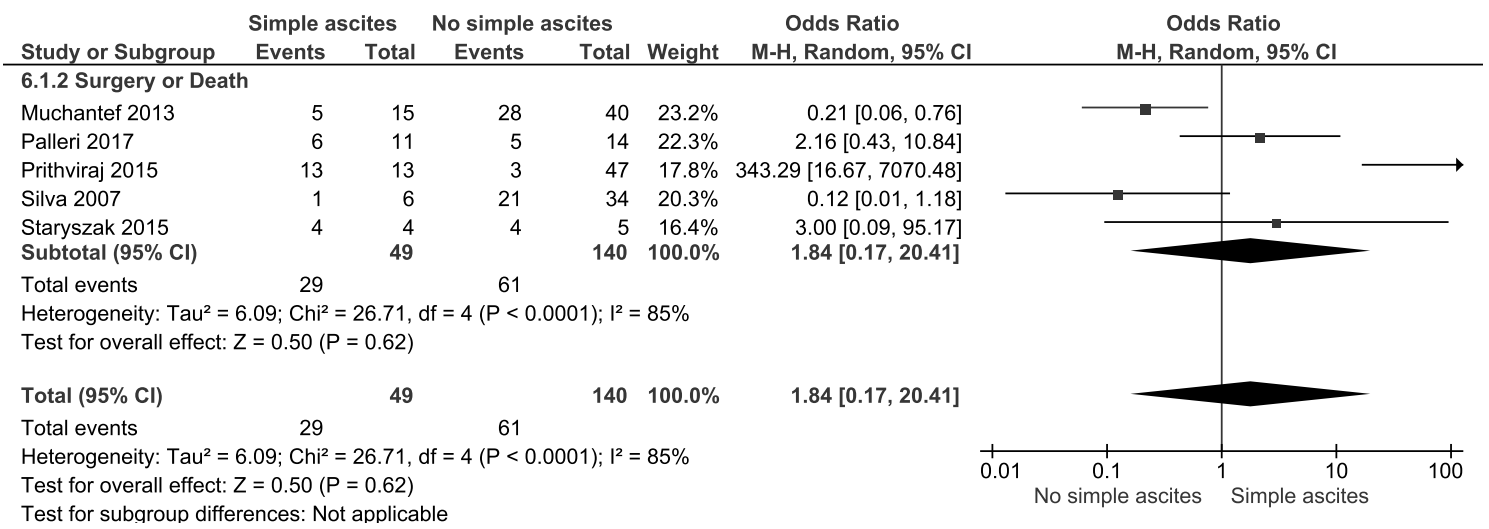 Simple ascites No simple ascites Odds Ratio Odds Ratio
Study or Subgroup Events Total Events Total Weight M-H, Random, 95% CI M-H, Random, 95% CI
6.1.2 Surgery or Death
Muchantef 2013 5 15 28 40 23.2% 0.21 [0.06, 0.76]
Palleri 2017 6 11 5 14 22.3% 2.16 [0.43, 10.84]
Prithviraj 2015 13 13 3 47 17.8% 343.29 [16.67, 7070.48]
Silva 2007 1 6 21 34 20.3% 0.12 [0.01, 1.18]
Staryszak 2015 4 4 4 5 16.4% 3.00 [0.09, 95.17]
Subtotal (95% CI) 49 140 100.0% 1.84 [0.17, 20.41]
Total events 29 61
Heterogeneity: Tau² = 6.09; Chi² = 26.71, df = 4 (P < 0.0001); I² = 85%
Test for overall effect: Z = 0.50 (P = 0.62)
Total (95% CI) 49 140 100.0% 1.84 [0.17, 20.41]
Total events 29 61
Heterogeneity: Tau² = 6.09; Chi² = 26.71, df = 4 (P < 0.0001); I² = 85%
Test for overall effect: Z = 0.50 (P = 0.62)
Test for subgroup differences: Not applicable
0.01 0.1 1 10 100
No simple ascites Simple ascites